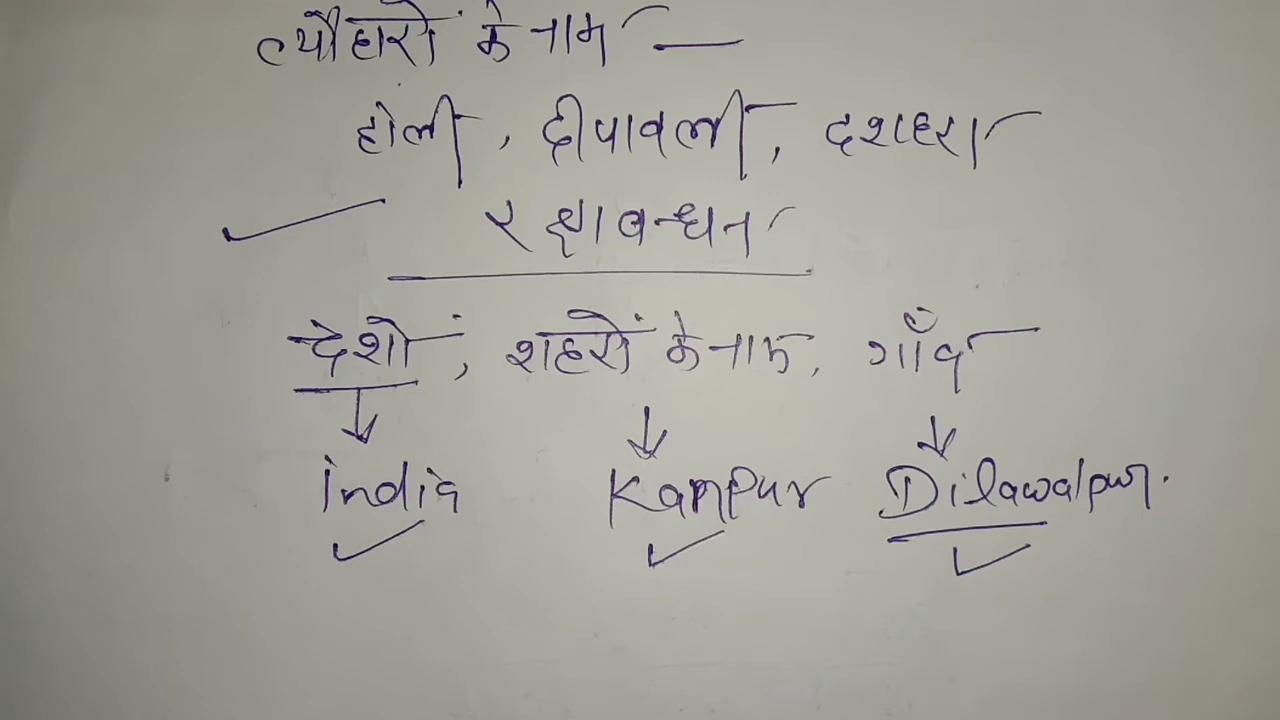 त्यौहारों के नाम —
होली, दीपावली, दशहरा
रक्षाबन्धन
देशों, शहरों के नाम, गाँव
↓ ↓ ↓
india Kanpur Dilawalpur.